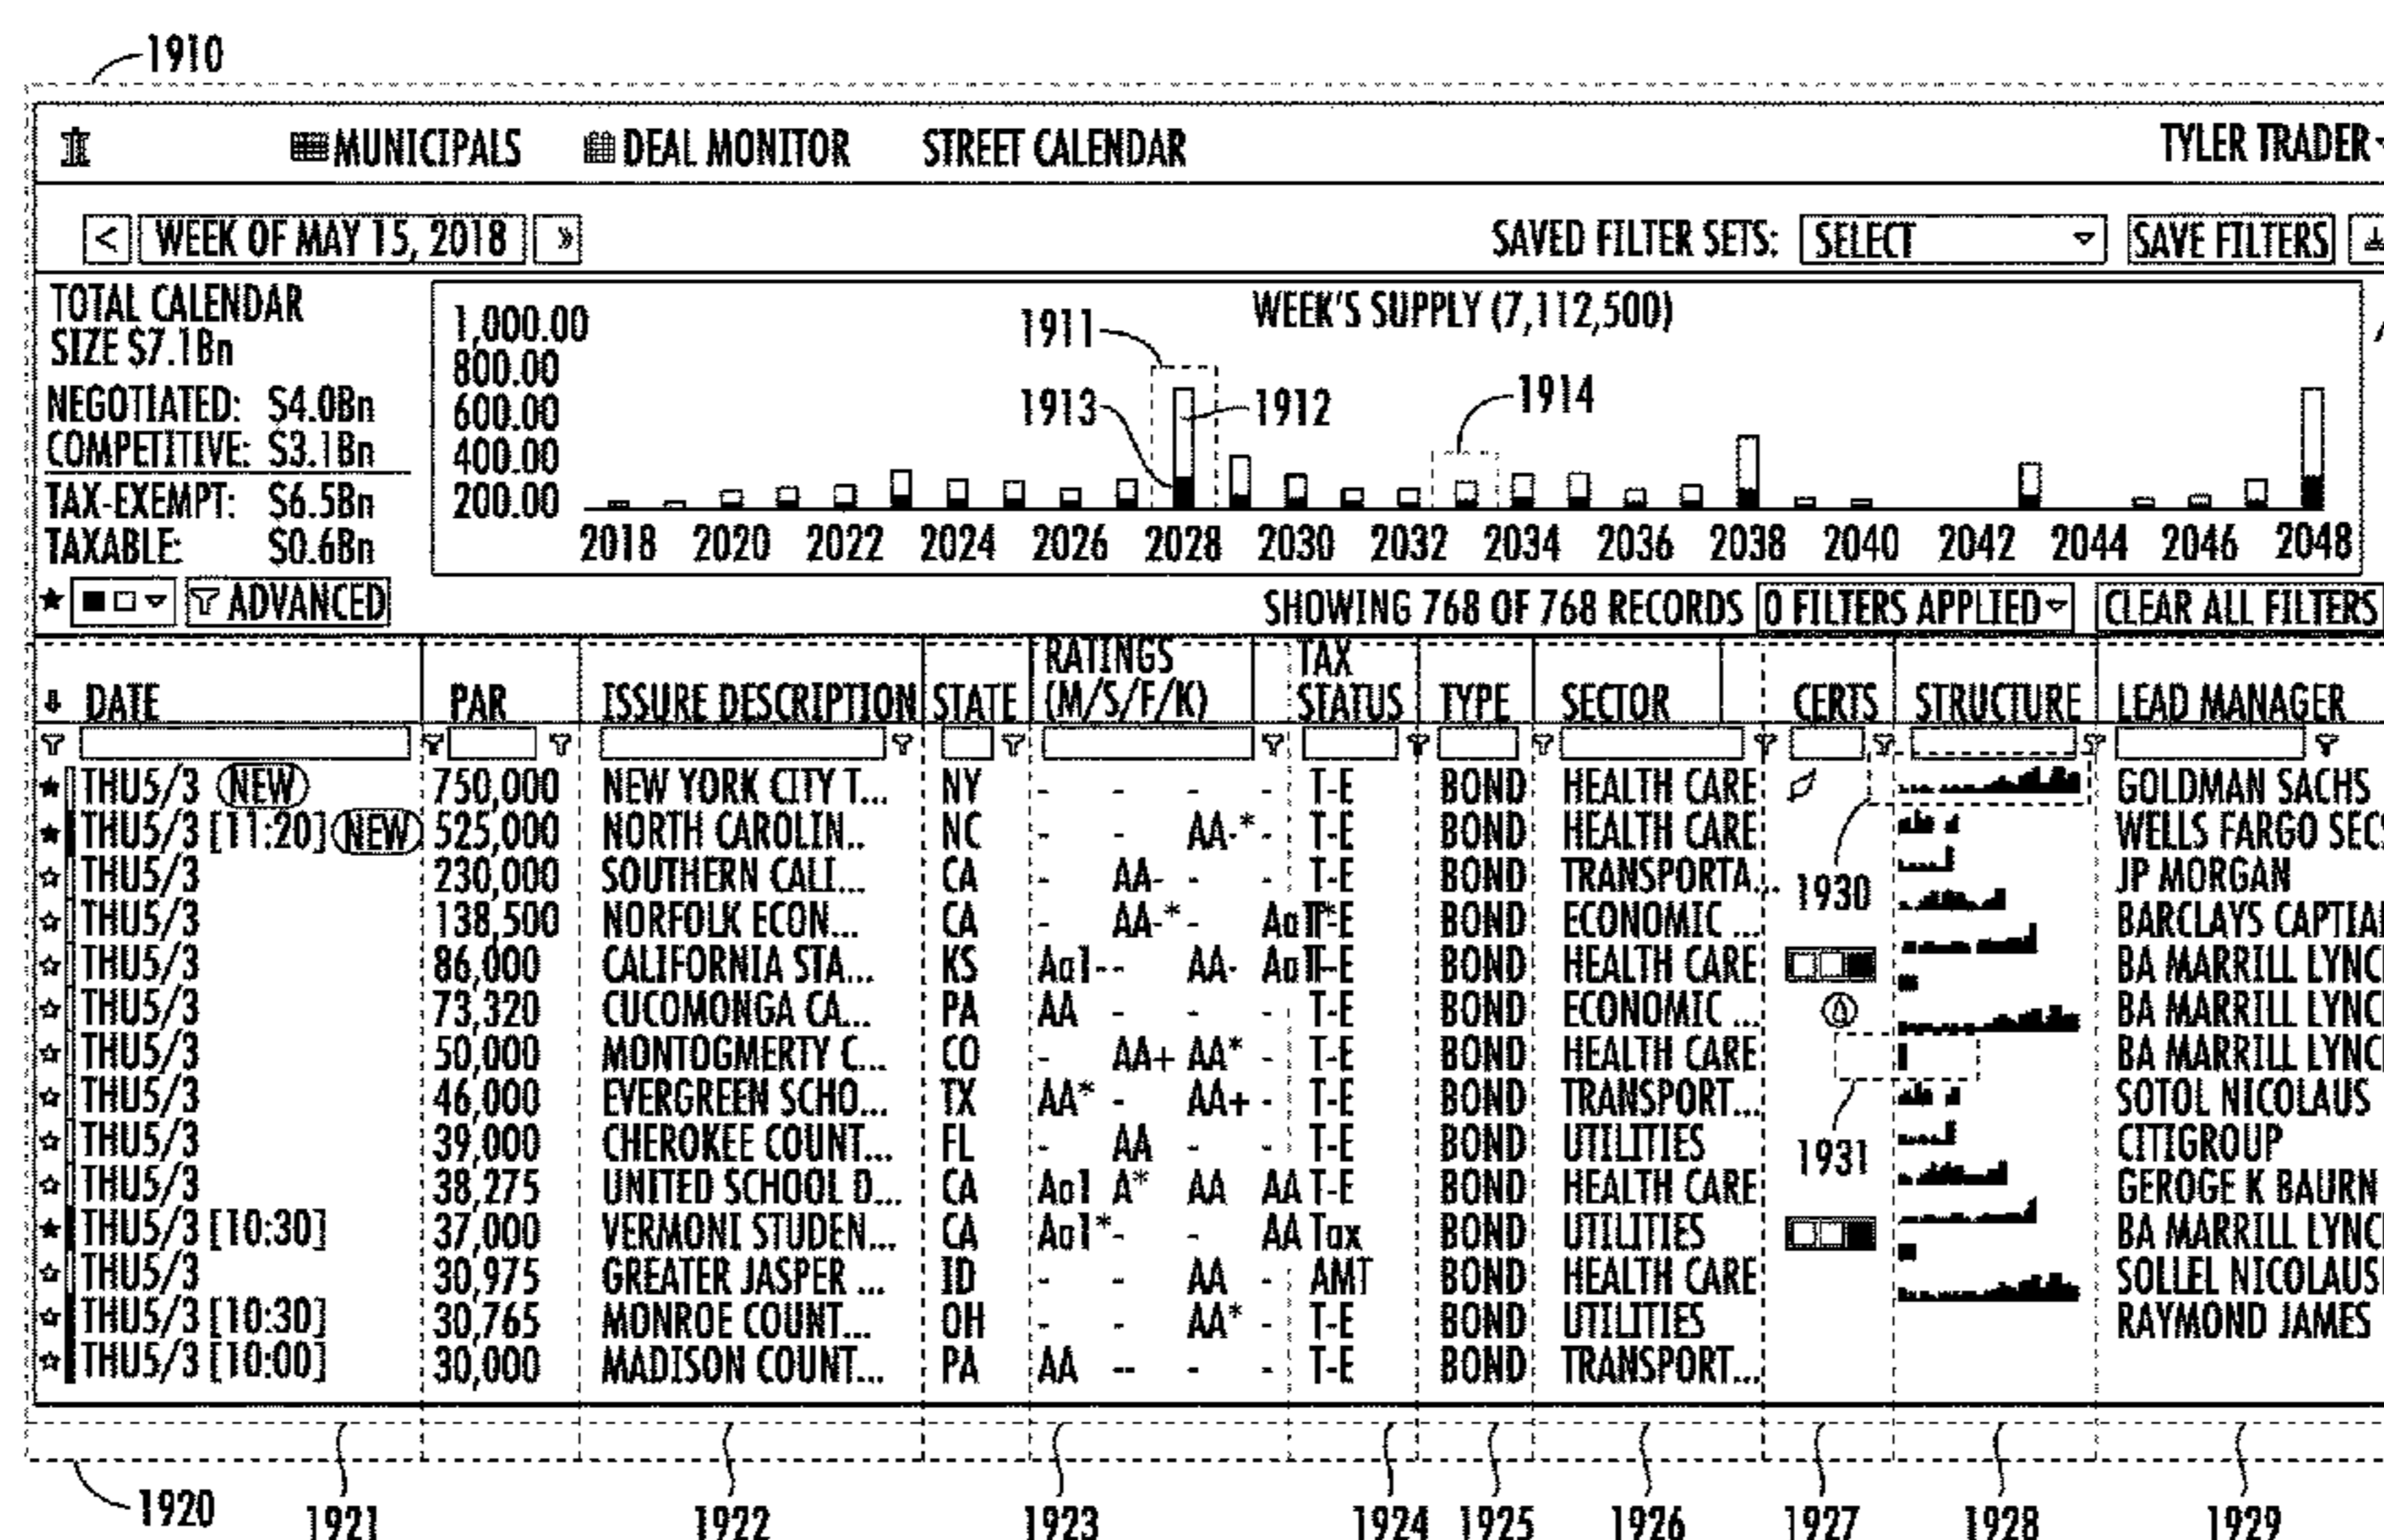 1910
MUNICIPALS DEAL MONITOR STREET CALENDAR TYLER TRADER
< WEEK OF MAY 15, 2018 » SAVED FILTER SETS: SELECT SAVE FILTERS
TOTAL CALENDAR
SIZE $7.1Bn
NEGOTIATED: $4.0Bn
COMPETITIVE: $3.1Bn
TAX-EXEMPT: $6.5Bn
TAXABLE: $0.6Bn
WEEK'S SUPPLY (7,112,500)
1,000.00
800.00
600.00
400.00
200.00
1911
1913 1912 1914
2018 2020 2022 2024 2026 2028 2030 2032 2034 2036 2038 2040 2042 2044 2046 2048
ADVANCED SHOWING 768 OF 768 RECORDS 0 FILTERS APPLIED CLEAR ALL FILTERS
DATE PAR ISSURE DESCRIPTION STATE RATINGS (M/S/F/K) TAX STATUS TYPE SECTOR CERTS STRUCTURE LEAD MANAGER
THU5/3 NEW 750,000 NEW YORK CITY T... NY - - - - T-E BOND HEALTH CARE GOLDMAN SACHS
THU5/3 [11:20] NEW 525,000 NORTH CAROLIN.. NC - - AA-* - T-E BOND HEALTH CARE WELLS FARGO SECS
THU5/3 230,000 SOUTHERN CALI... CA - AA- - - T-E BOND TRANSPORTA... JP MORGAN
1930
THU5/3 138,500 NORFOLK ECON... CA - AA-* - T-E BOND ECONOMIC ... BARCLAYS CAPTIAL
THU5/3 86,000 CALIFORNIA STA... KS Aa1-- AA- BOND HEALTH CARE BA MARRILL LYNC
THU5/3 73,320 CUCOMONGA CA... PA AA - - - T-E BOND ECONOMIC ... BA MARRILL LYNC
THU5/3 50,000 MONTOGMERTY C... CO - AA+ AA* - T-E BOND HEALTH CARE BA MARRILL LYNC
THU5/3 46,000 EVERGREEN SCHO... TX AA* - AA+ - T-E BOND TRANSPORT... SOTOL NICOLAUS
THU5/3 39,000 CHEROKEE COUNT... FL - AA - - T-E BOND UTILITIES CITIGROUP
1931
THU5/3 38,275 UNITED SCHOOL D... CA Aa1 A* AA AA T-E BOND HEALTH CARE GEROGE K BAURN
THU5/3 [10:30] 37,000 VERMONI STUDEN... CA Aa1*- - AA Tax BOND UTILITIES BA MARRILL LYNC
THU5/3 30,975 GREATER JASPER ... ID - - AA - AMT BOND HEALTH CARE SOLLEL NICOLAUS
THU5/3 [10:30] 30,765 MONROE COUNT... OH - - AA* - T-E BOND UTILITIES RAYMOND JAMES
THU5/3 [10:00] 30,000 MADISON COUNT... PA AA -- - - T-E BOND TRANSPORT...
1920 1921 1922 1923 1924 1925 1926 1927 1928 1929